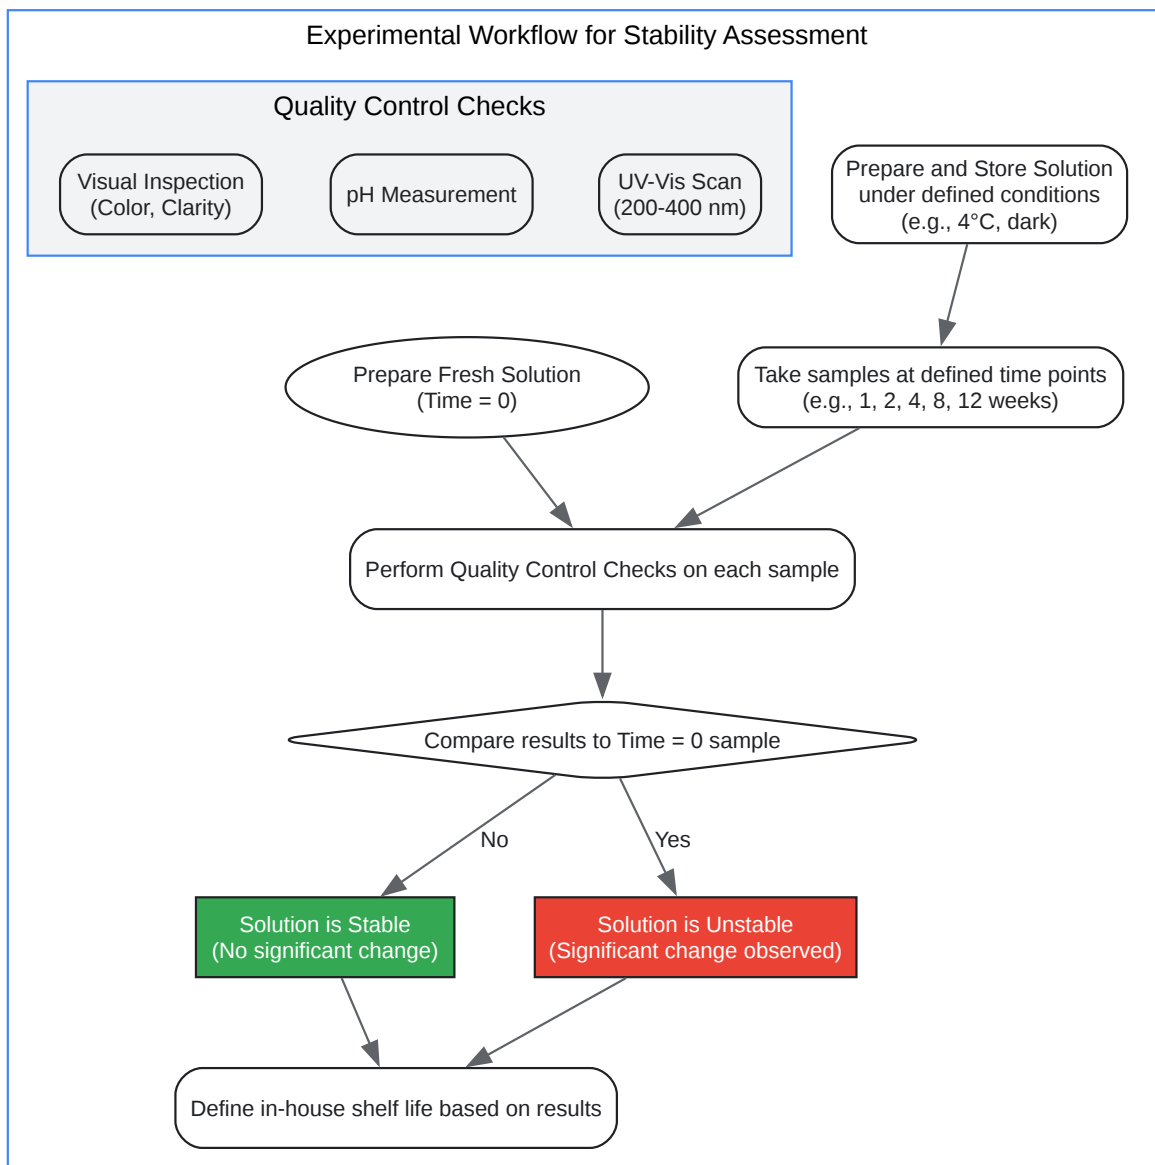 Experimental Workflow for Stability Assessment
Quality Control Checks
Visual Inspection
(Color, Clarity)
pH Measurement
UV-Vis Scan
(200-400 nm)
Prepare and Store Solution
under defined conditions
(e.g., 4°C, dark)
Prepare Fresh Solution
(Time = 0)
Take samples at defined time points
(e.g., 1, 2, 4, 8, 12 weeks)
Perform Quality Control Checks on each sample
Compare results to Time = 0 sample
No
Yes
Solution is Stable
(No significant change)
Solution is Unstable
(Significant change observed)
Define in-house shelf life based on results